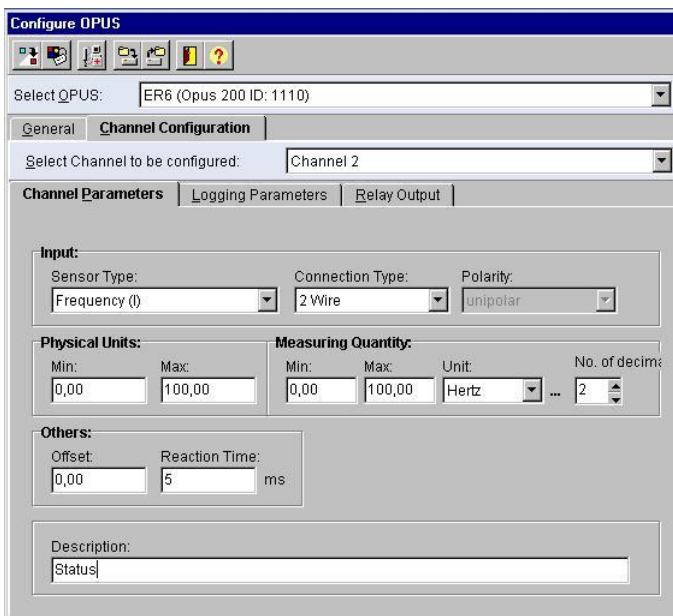 Configure OPUS
?
Select OPUS: ER6 (Opus 200 ID: 1110)
General Channel Configuration
Select Channel to be configured: Channel 2
Channel Parameters Logging Parameters Relay Output
Input:
Sensor Type: Connection Type: Polarity:
Frequency (I) 2 Wire unipolar
Physical Units: Measuring Quantity:
Min: Max: Min: Max: Unit: No. of decima
0,00 100,00 0,00 100,00 Hertz ... 2
Others:
Offset: Reaction Time:
0,00 5 ms
Description:
Status